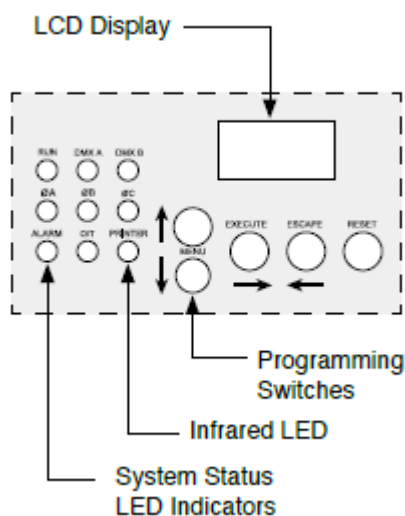 LCD Display
RUN DMX A DMX B
ØA ØB ØC
ALARM O/T PRINTER
MENU
EXECUTE ESCAPE RESET
Programming
Switches
Infrared LED
System Status
LED Indicators